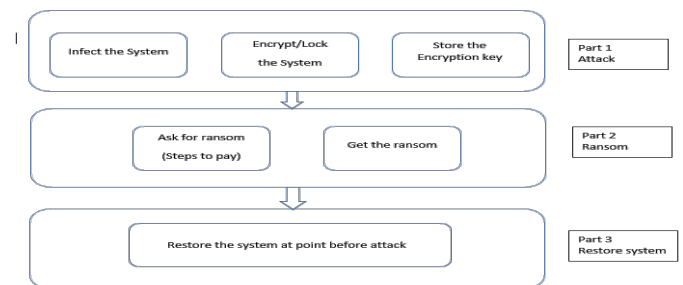 Infect the System
Encrypt/Lock
the System
Store the
Encryption key
Part 1
Attack
Ask for ransom
(Steps to pay)
Get the ransom
Part 2
Ransom
Restore the system at point before attack
Part 3
Restore system